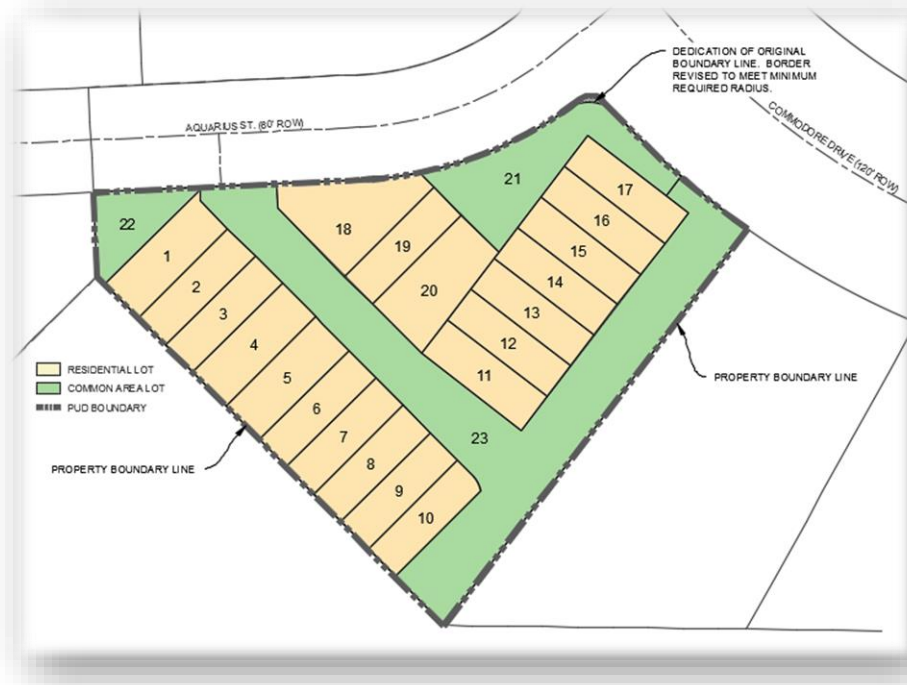 DEDICATION OF ORIGINAL
BOUNDARY LINE. BORDER
REVISED TO MEET MINIMUM
REQUIRED RADIUS.
AQUARIUS ST. (80' ROW)
COMMODORE DRIVE (120' ROW)
21
17
22
18
16
1
19
15
2
20
14
3
13
4
12
RESIDENTIAL LOT
COMMON AREA LOT
PUD BOUNDARY
5
11
PROPERTY BOUNDARY LINE
6
7
23
8
PROPERTY BOUNDARY LINE
9
10